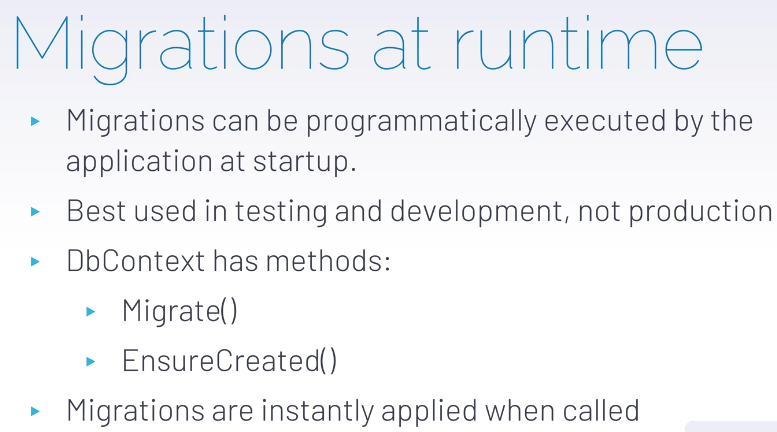 Migrations at runtime
Migrations can be programmatically executed by the
application at startup.
Best used in testing and development, not production
DbContext has methods:
Migrate()
EnsureCreated()
Migrations are instantly applied when called